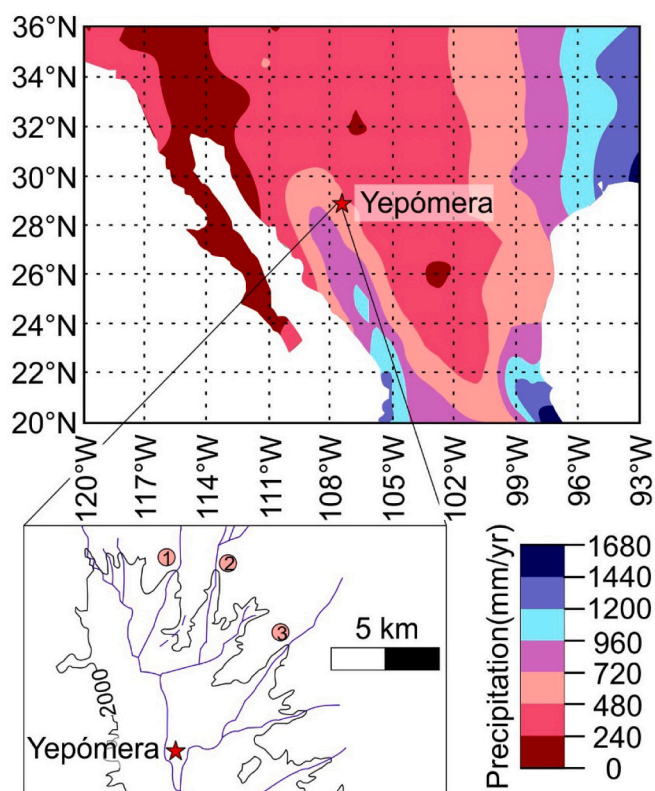 36°N
34°N
32°N
30°N
28°N
26°N
24°N
22°N
20°N
Yepómera
120°W
117°W
114°W
111°W
108°W
105°W
102°W
99°W
96°W
93°W
1
2
3
5 km
2000
Yepómera
Precipitation(mm/yr)
1680
1440
1200
960
720
480
240
0